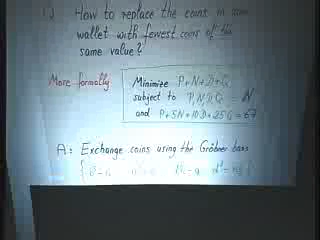 How to replace the coins in
wallet with fewest coins of the
same value?
More formally
Minimize P+N+D+Q
subject to P,N,D,Q
and P+5N+10D+25Q = 67
A: Exchange coins using the Gröbner basis